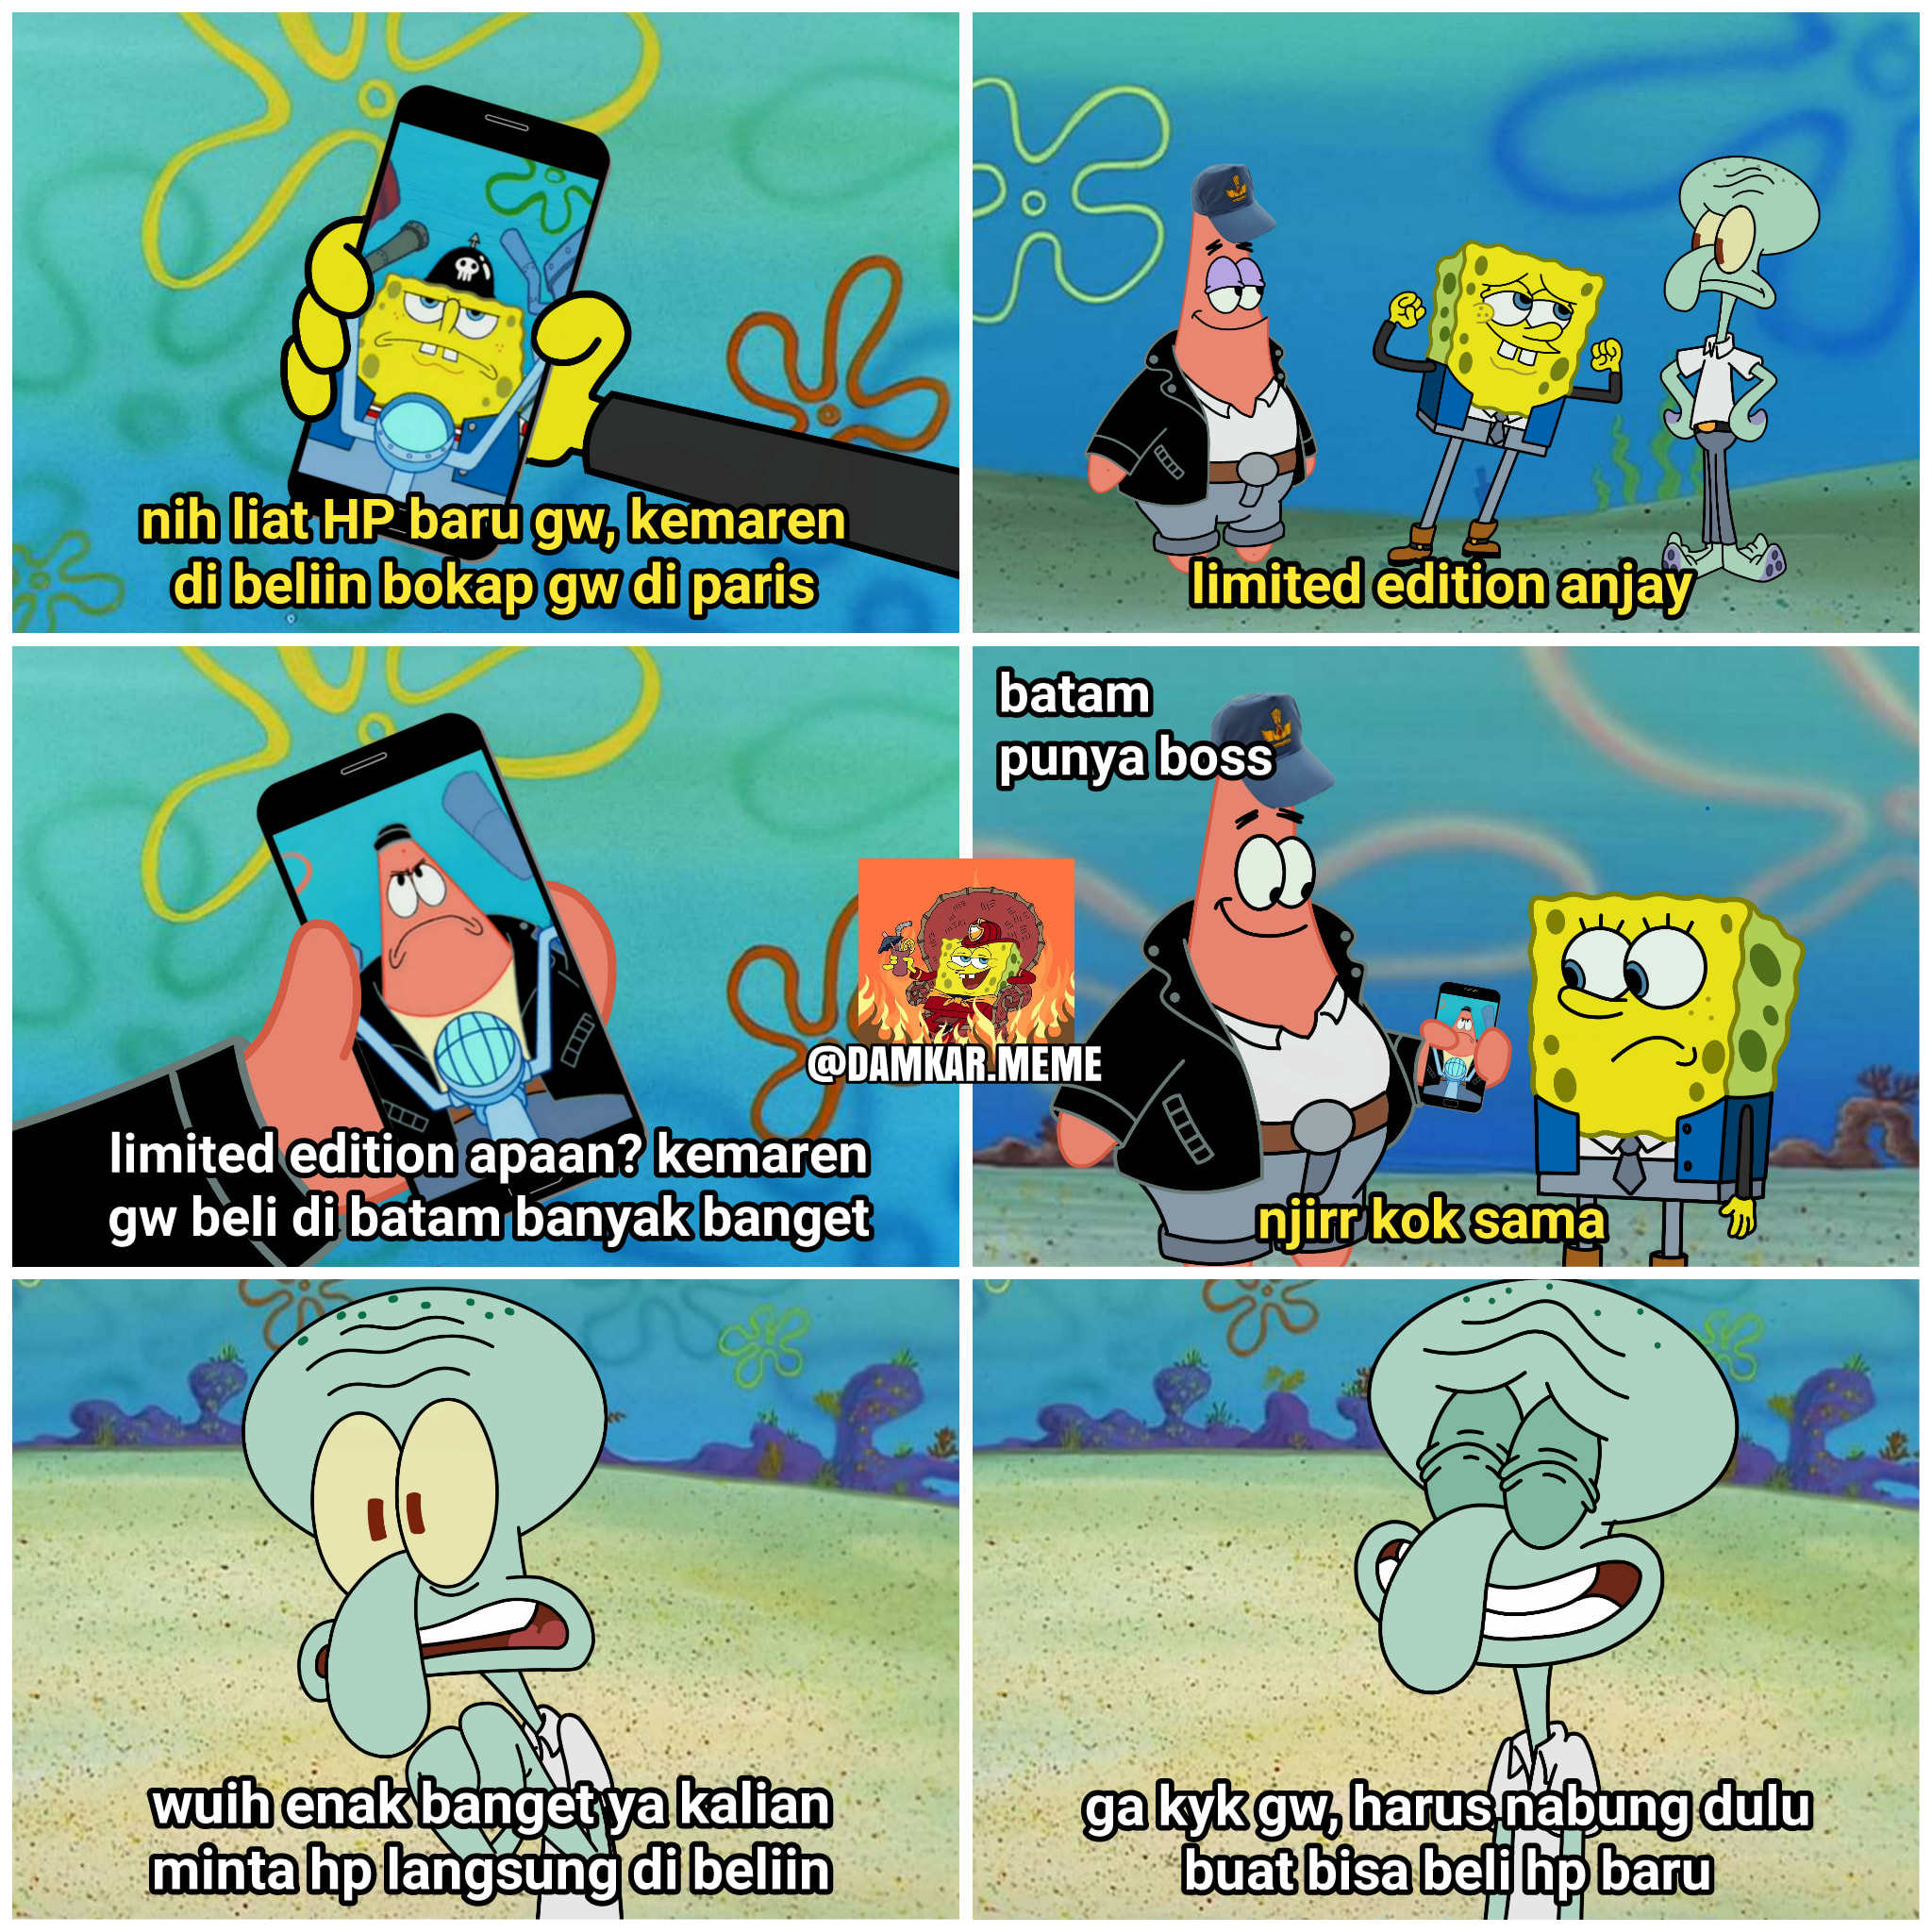 nih liat HP baru gw, kemaren
di beliin bokap gw di paris
limited edition anjay
limited edition apaan? kemaren
gw beli di batam banyak banget
batam
punya boss
njirr kok sama
@DAMKAR.MEME
wuih enak banget ya kalian
minta hp langsung di beliin
ga kyk gw, harus nabung dulu
buat bisa beli hp baru